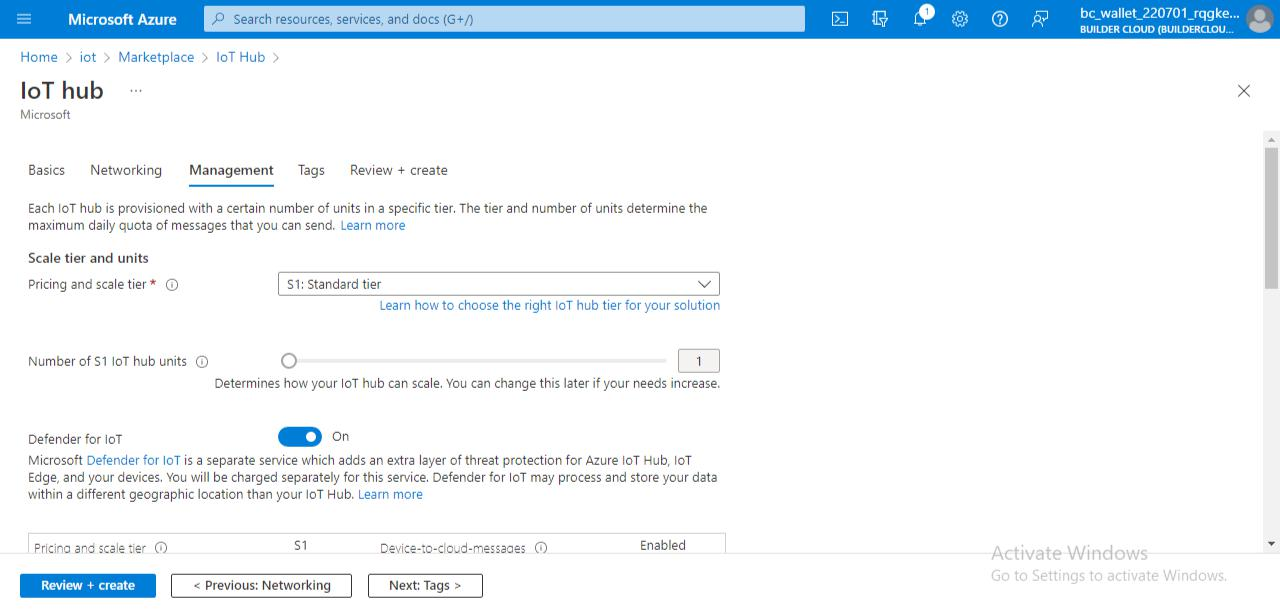 Microsoft Azure
Search resources, services, and docs (G+/)
1
bc_wallet_220701_rqgke...
BUILDER CLOUD (BUILDERCLOU...
Home > iot > Marketplace > IoT Hub >
IoT hub ...
Microsoft
Basics Networking Management Tags Review + create
Each IoT hub is provisioned with a certain number of units in a specific tier. The tier and number of units determine the
maximum daily quota of messages that you can send. Learn more
Scale tier and units
Pricing and scale tier *
S1: Standard tier
Learn how to choose the right IoT hub tier for your solution
Number of S1 IoT hub units
1
Determines how your IoT hub can scale. You can change this later if your needs increase.
Defender for IoT
On
Microsoft Defender for IoT is a separate service which adds an extra layer of threat protection for Azure IoT Hub, IoT
Edge, and your devices. You will be charged separately for this service. Defender for IoT may process and store your data
within a different geographic location than your IoT Hub. Learn more
Pricing and scale tier S1 Device-to-cloud-messages Enabled
Activate Windows
Go to Settings to activate Windows.
Review + create < Previous: Networking Next: Tags >